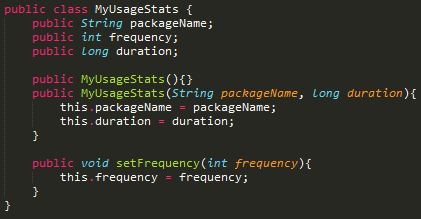 public class MyUsageStats {
    public String packageName;
    public int frequency;
    public long duration;

    public MyUsageStats(){}
    public MyUsageStats(String packageName, long duration){
        this.packageName = packageName;
        this.duration = duration;
    }

    public void setFrequency(int frequency){
        this.frequency = frequency;
    }
}